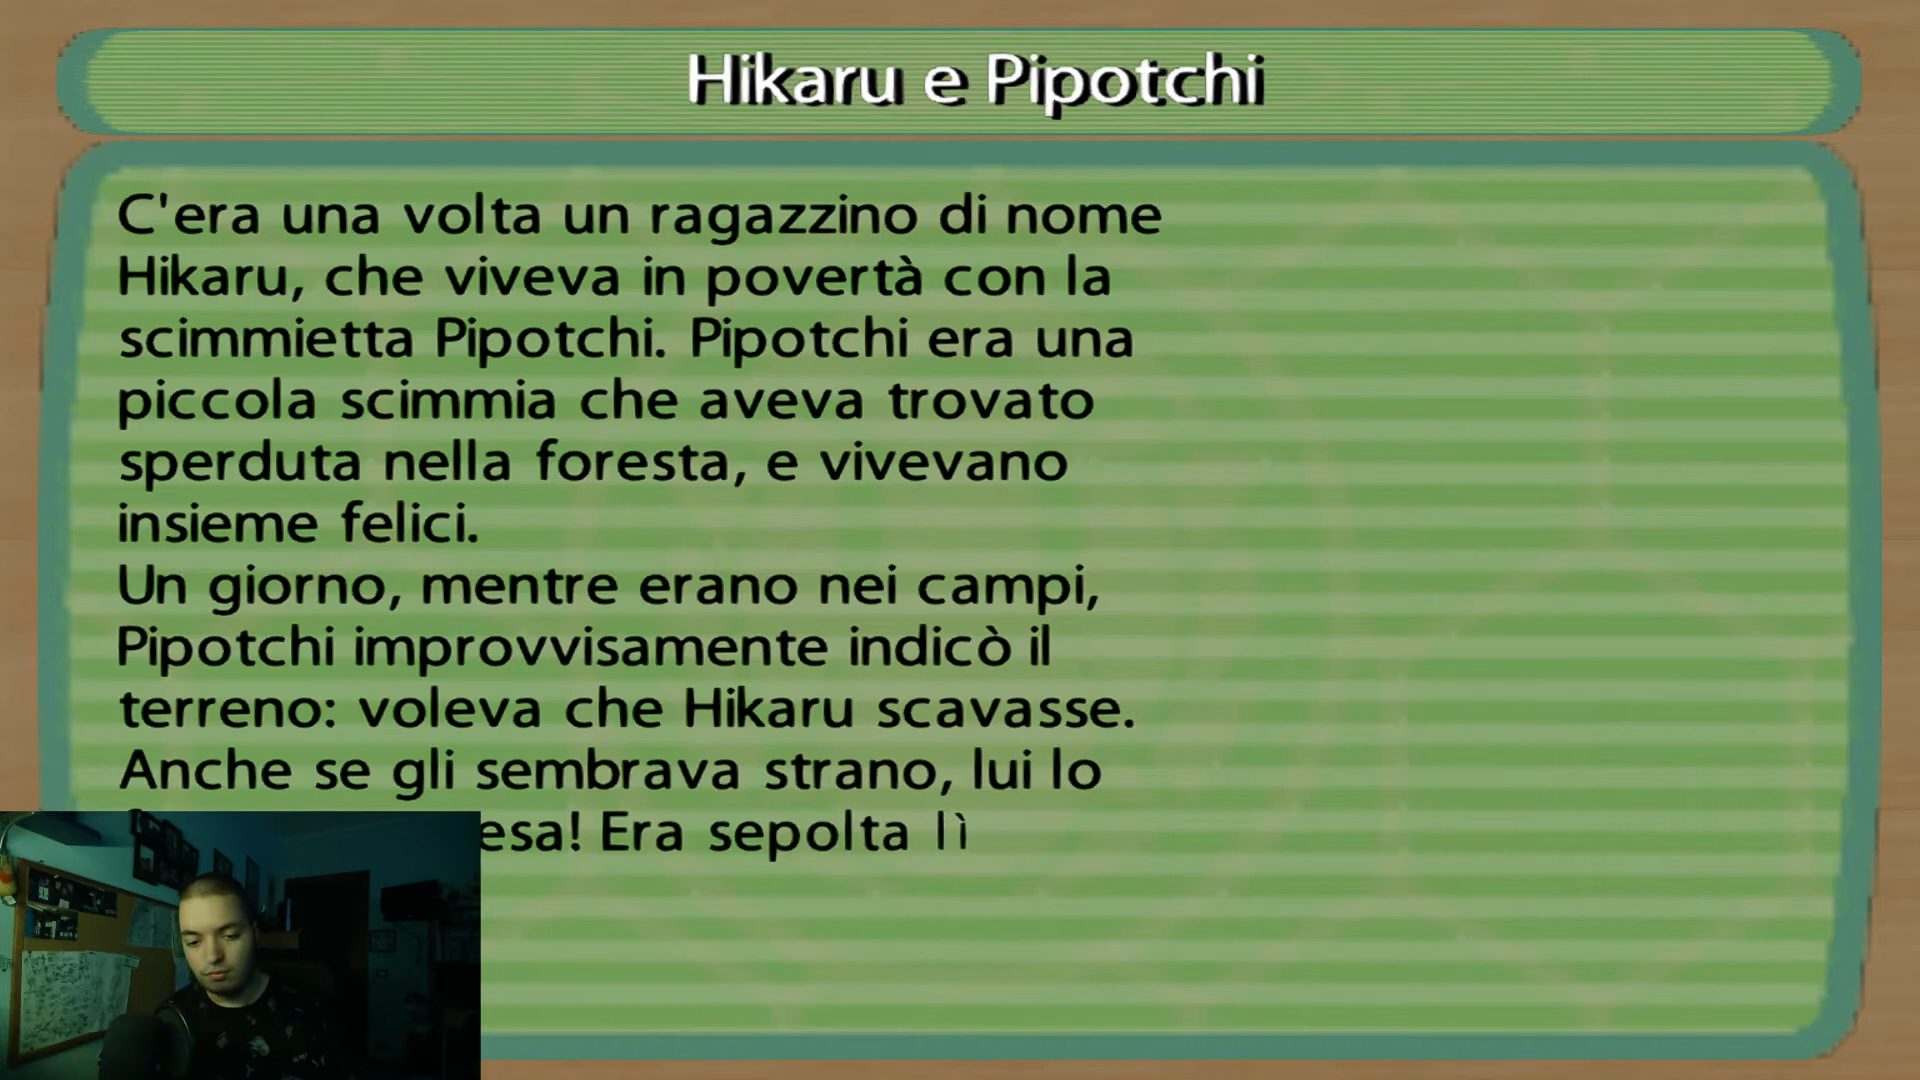 Hikaru e Pipotchi
C'era una volta un ragazzino di nome
Hikaru, che viveva in povertà con la
scimmietta Pipotchi. Pipotchi era una
piccola scimmia che aveva trovato
sperduta nella foresta, e vivevano
insieme felici.
Un giorno, mentre erano nei campi,
Pipotchi improvvisamente indicò il
terreno: voleva che Hikaru scavasse.
Anche se gli sembrava strano, lui lo
esa! Era sepolta lì